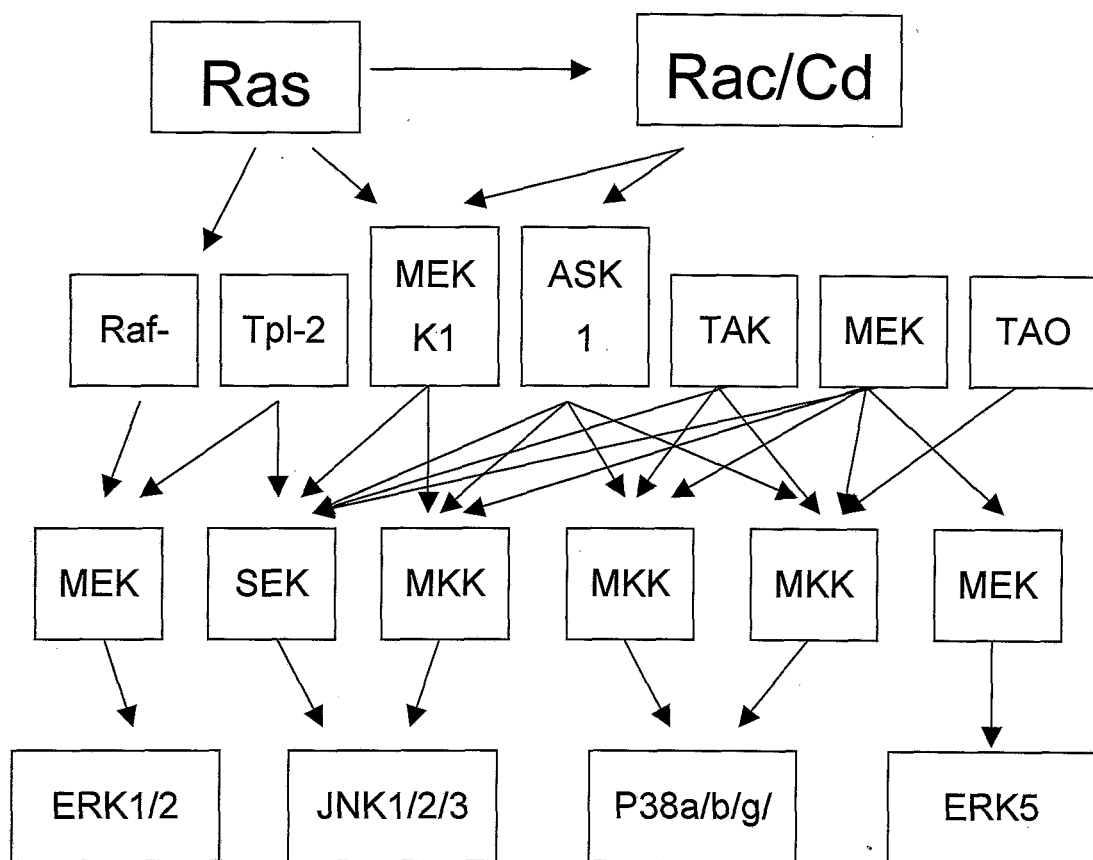 Ras
Rac/Cd
MEK
K1
ASK
1
Raf-
Tpl-2
TAK
MEK
TAO
MEK
SEK
MKK
MKK
MKK
MEK
ERK1/2
JNK1/2/3
P38a/b/g/
ERK5